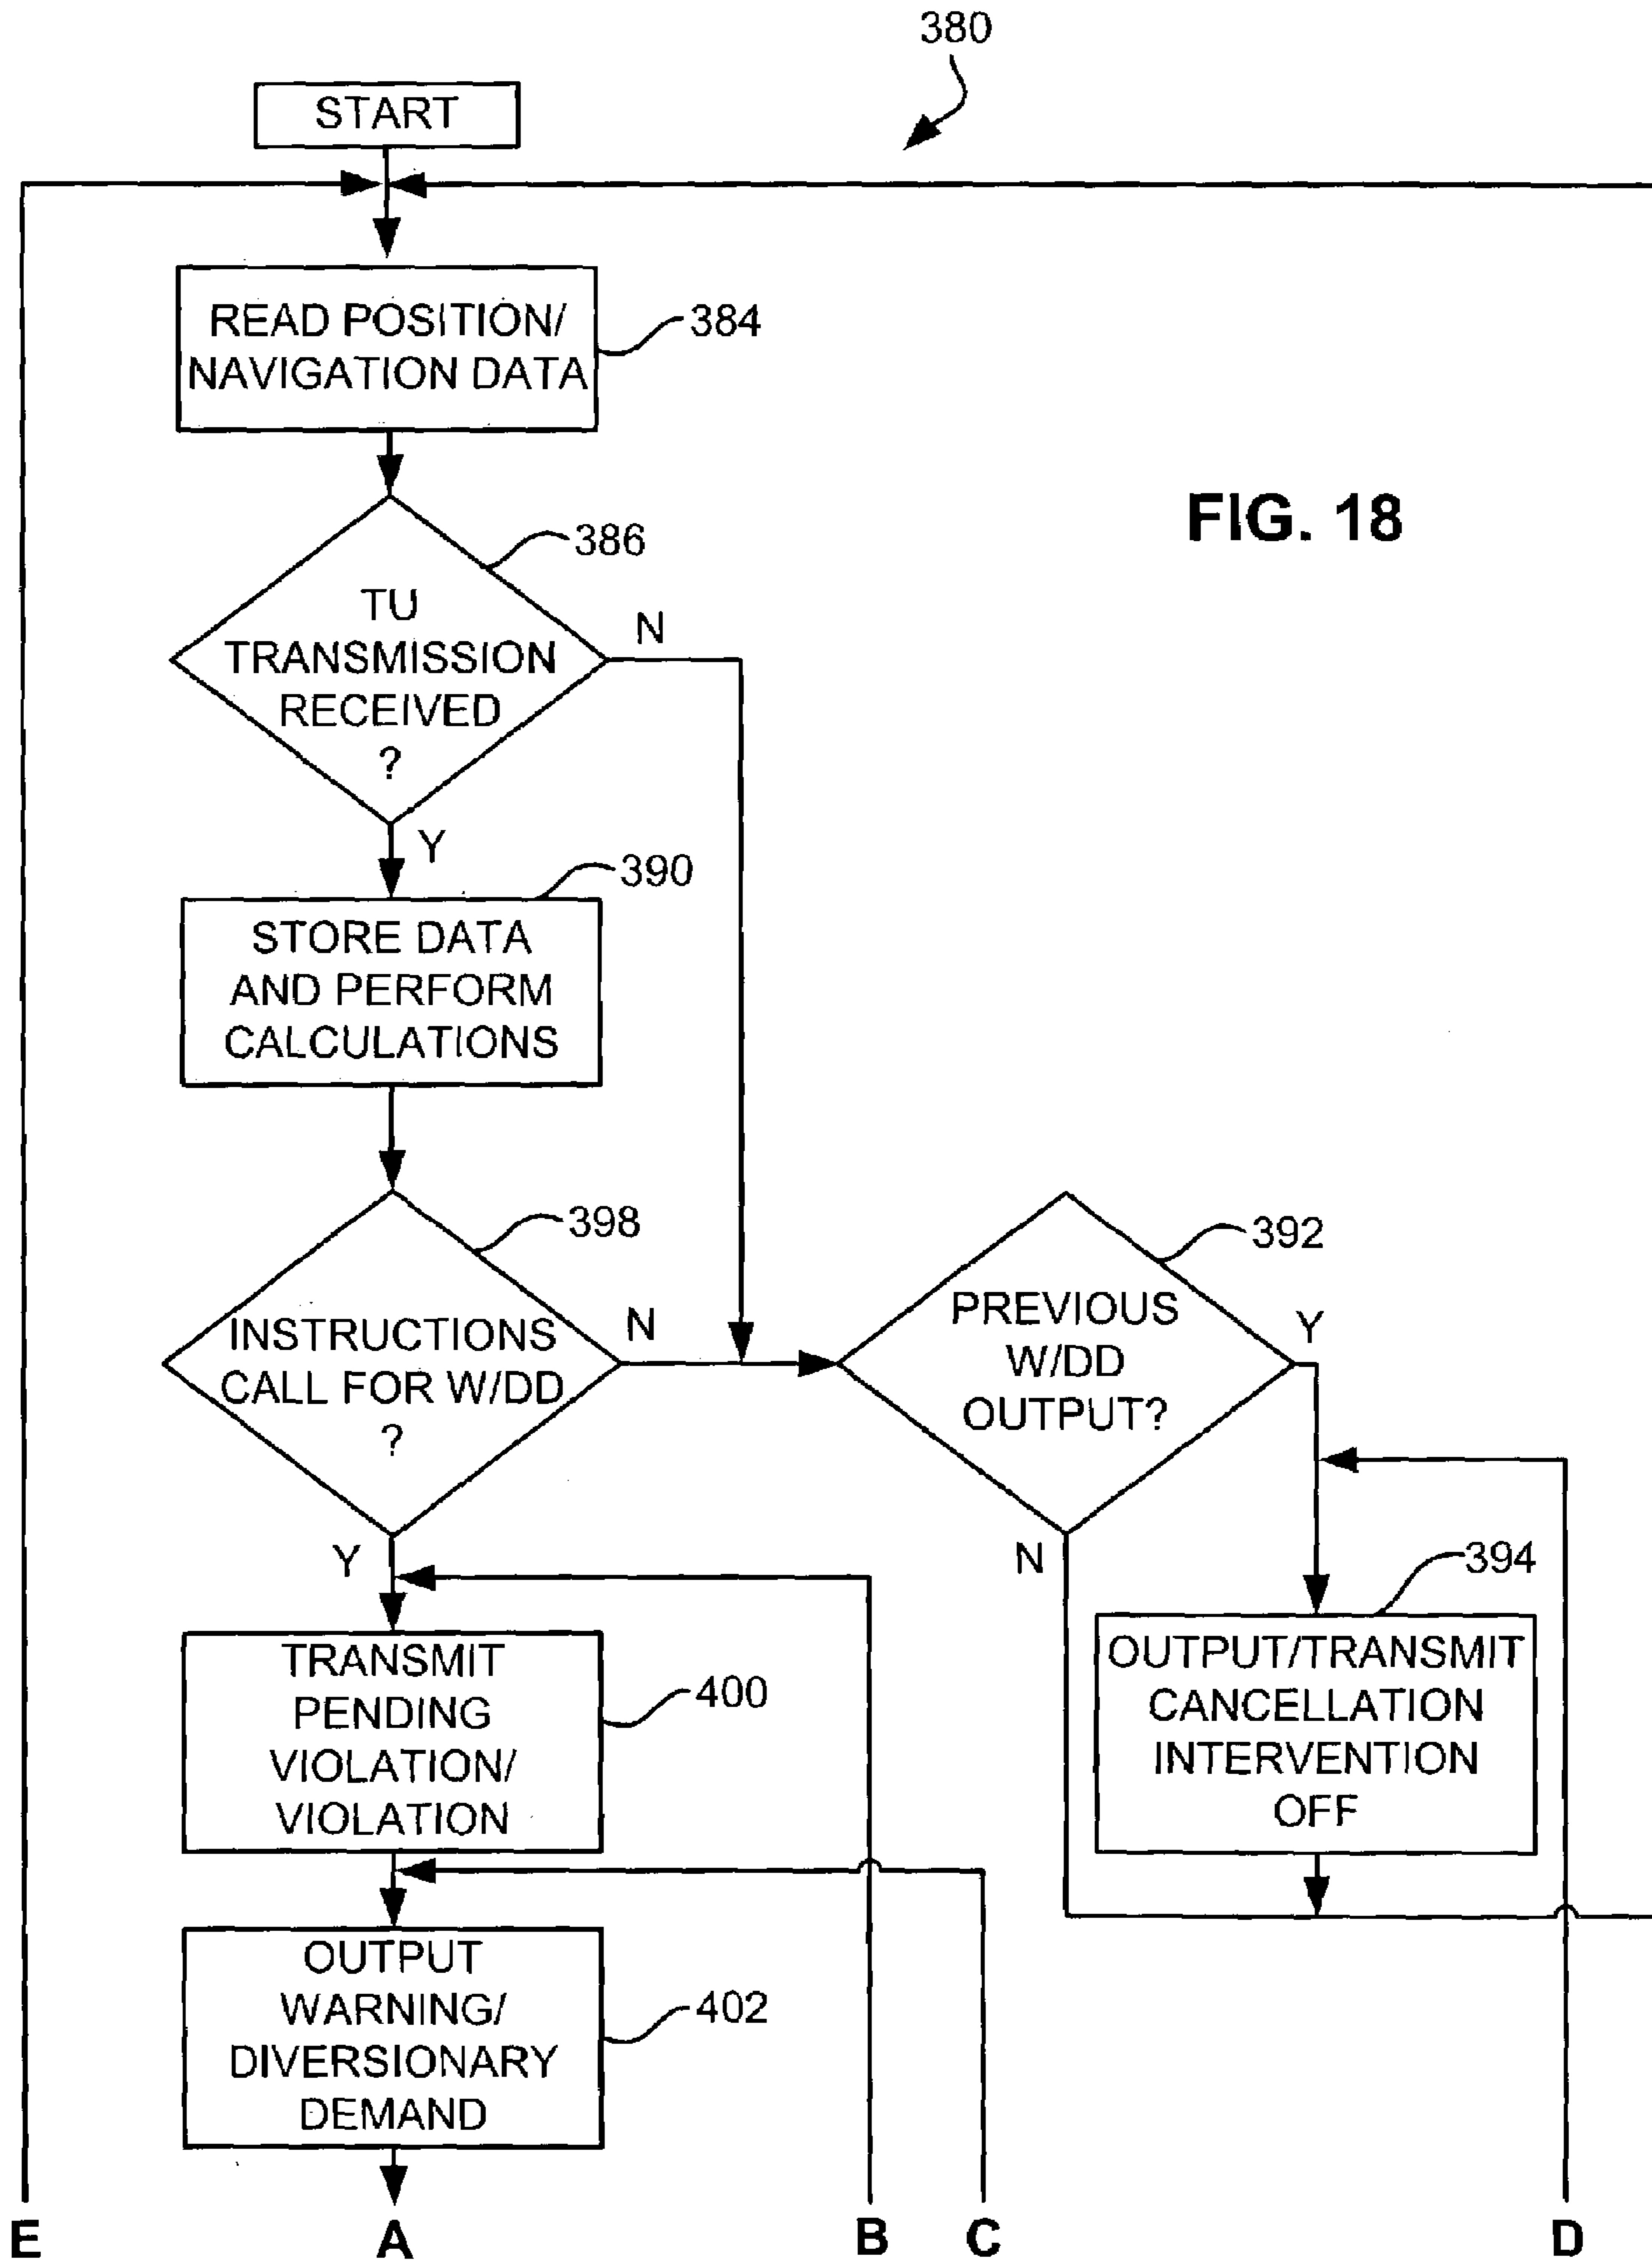 380
START
READ POSITION/
NAVIGATION DATA
384
FIG. 18
386
TU
TRANSMISSION
RECEIVED
?
N
Y
390
STORE DATA
AND PERFORM
CALCULATIONS
398
INSTRUCTIONS
CALL FOR W/DD
?
N
Y
392
PREVIOUS
W/DD
OUTPUT?
Y
N
394
OUTPUT/TRANSMIT
CANCELLATION
INTERVENTION
OFF
TRANSMIT
PENDING
VIOLATION/
VIOLATION
400
OUTPUT
WARNING/
DIVERSIONARY
DEMAND
402
E
A
B
C
D